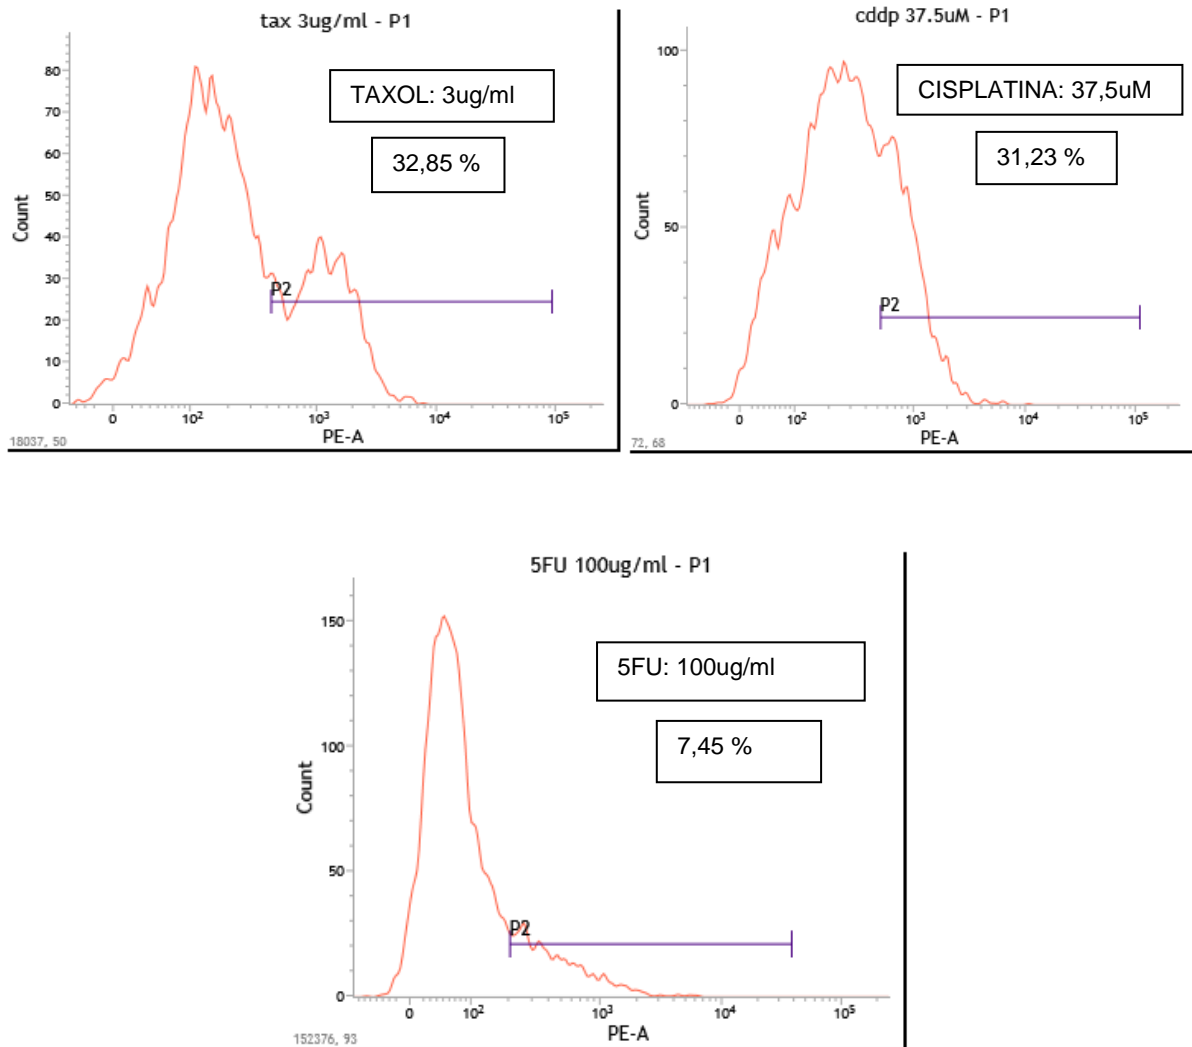 tax 3ug/ml - P1
TAXOL: 3ug/ml
32,85 %
Count
80
70
60
50
40
30
20
10
0
P2
0
10²
10³
10⁴
10⁵
PE-A
18037, 50
cddp 37.5uM - P1
CISPLATINA: 37,5uM
31,23 %
Count
100
50
0
P2
0
10²
10³
10⁴
10⁵
PE-A
72, 68
5FU 100ug/ml - P1
5FU: 100ug/ml
7,45 %
Count
150
100
50
0
P2
0
10²
10³
10⁴
10⁵
PE-A
152376, 93